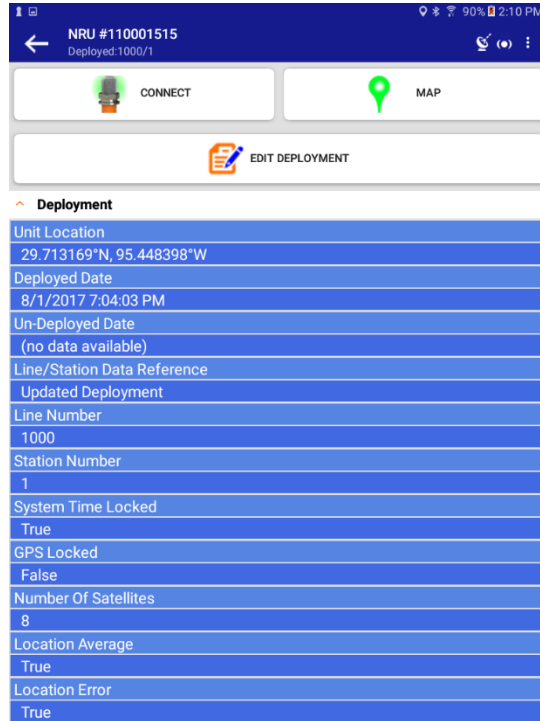 90% 2:10 PM
NRU #110001515
Deployed:1000/1
CONNECT
MAP
EDIT DEPLOYMENT
Deployment
Unit Location
29.713169°N, 95.448398°W
Deployed Date
8/1/2017 7:04:03 PM
Un-Deployed Date
(no data available)
Line/Station Data Reference
Updated Deployment
Line Number
1000
Station Number
1
System Time Locked
True
GPS Locked
False
Number Of Satellites
8
Location Average
True
Location Error
True